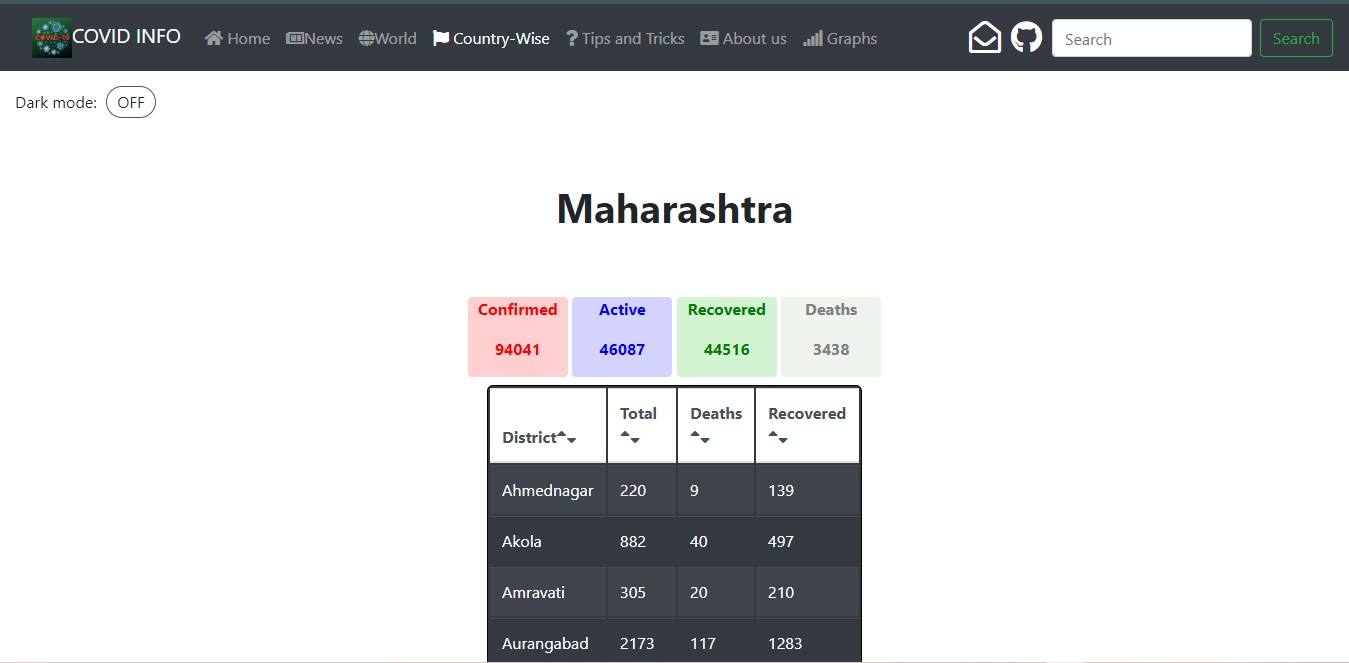 COVID-19 COVID INFO Home News World Country-Wise ? Tips and Tricks About us Graphs Search Search
Dark mode: OFF
Maharashtra
Confirmed Active Recovered Deaths
94041 46087 44516 3438
District Total Deaths Recovered
Ahmednagar 220 9 139
Akola 882 40 497
Amravati 305 20 210
Aurangabad 2173 117 1283